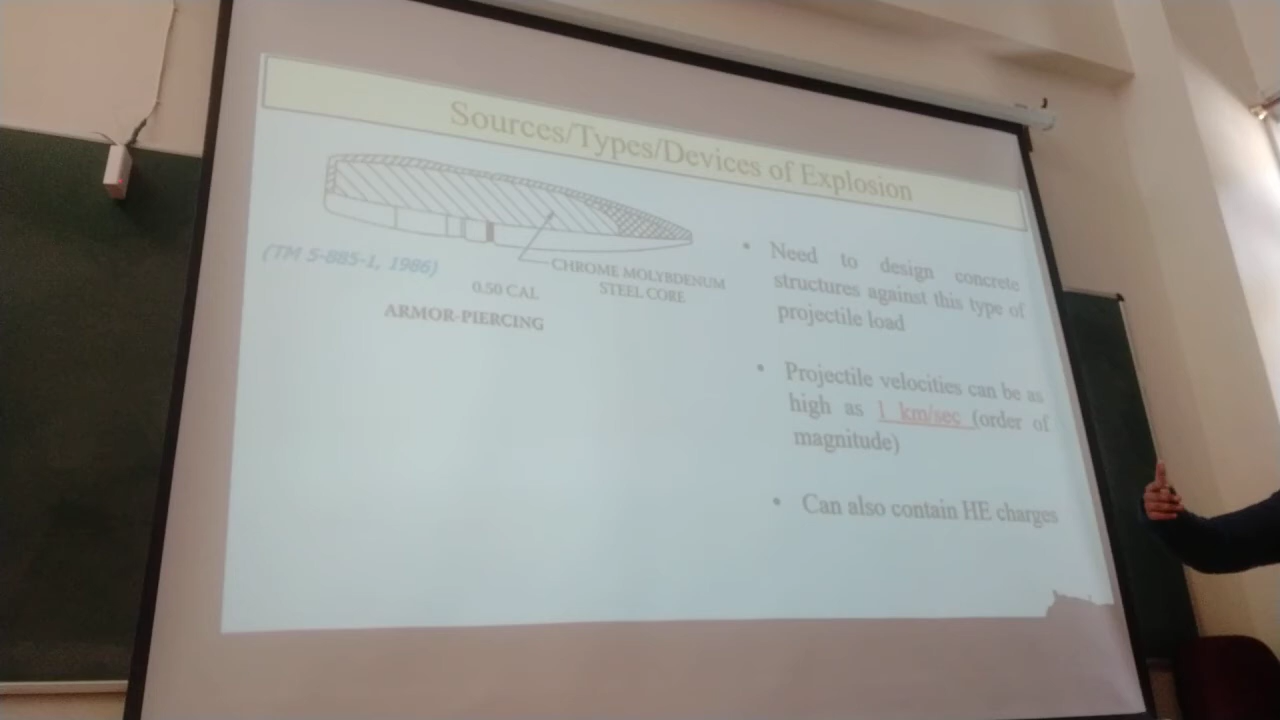 Sources/Types/Devices of Explosion
(TM 5-885-1, 1986)
CHROME MOLYBDENUM
STEEL CORE
0.50 CAL
ARMOR-PIERCING
• Need to design concrete
structures against this type of
projectile load
• Projectile velocities can be as
high as 1 km/sec (order of
magnitude)
• Can also contain HE charges